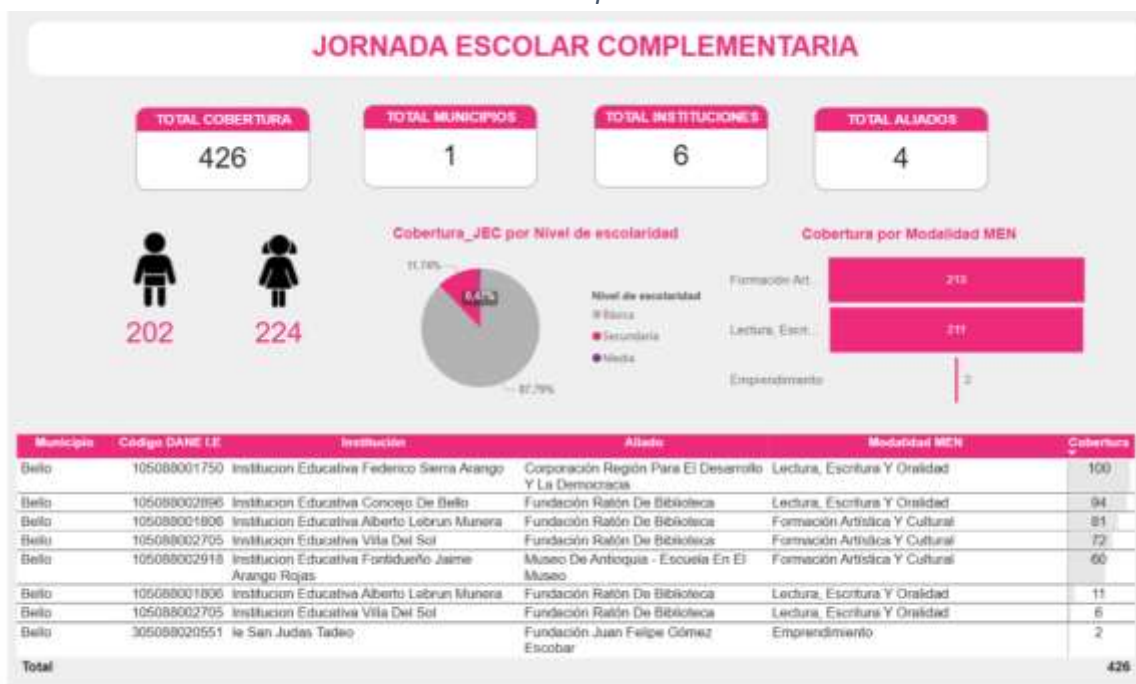 JORNADA ESCOLAR COMPLEMENTARIA
TOTAL COBERTURA
426
TOTAL MUNICIPIOS
1
TOTAL INSTITUCIONES
6
TOTAL ALIADOS
4
202
224
Cobertura_JEC por Nivel de escolaridad
11,74%
0,47%
87,79%
Nivel de escolaridad
Básica
Secundaria
Media
Cobertura por Modalidad MEN
Formación Art...
213
Lectura, Escri...
211
Emprendimiento
2
Municipio Código DANE I.E Institución Aliado Modalidad MEN Cobertura
Bello 105088001750 Institucion Educativa Federico Sierra Arango Corporación Región Para El Desarrollo Lectura, Escritura Y Oralidad 100
Y La Democracia
Bello 105088002896 Institucion Educativa Concejo De Bello Fundación Ratón De Biblioteca Lectura, Escritura Y Oralidad 94
Bello 105088001806 Institucion Educativa Alberto Lebrun Munera Fundación Ratón De Biblioteca Formación Artística Y Cultural 81
Bello 105088002705 Institucion Educativa Villa Del Sol Fundación Ratón De Biblioteca Formación Artística Y Cultural 72
Bello 105088002918 Institucion Educativa Fontidueño Jaime Museo De Antioquia - Escuela En El Formación Artística Y Cultural 60
Arango Rojas Museo
Bello 105088001806 Institucion Educativa Alberto Lebrun Munera Fundación Ratón De Biblioteca Lectura, Escritura Y Oralidad 11
Bello 105088002705 Institucion Educativa Villa Del Sol Fundación Ratón De Biblioteca Lectura, Escritura Y Oralidad 6
Bello 305088020551 Ie San Judas Tadeo Fundación Juan Felipe Gómez Emprendimiento 2
Escobar
Total 426